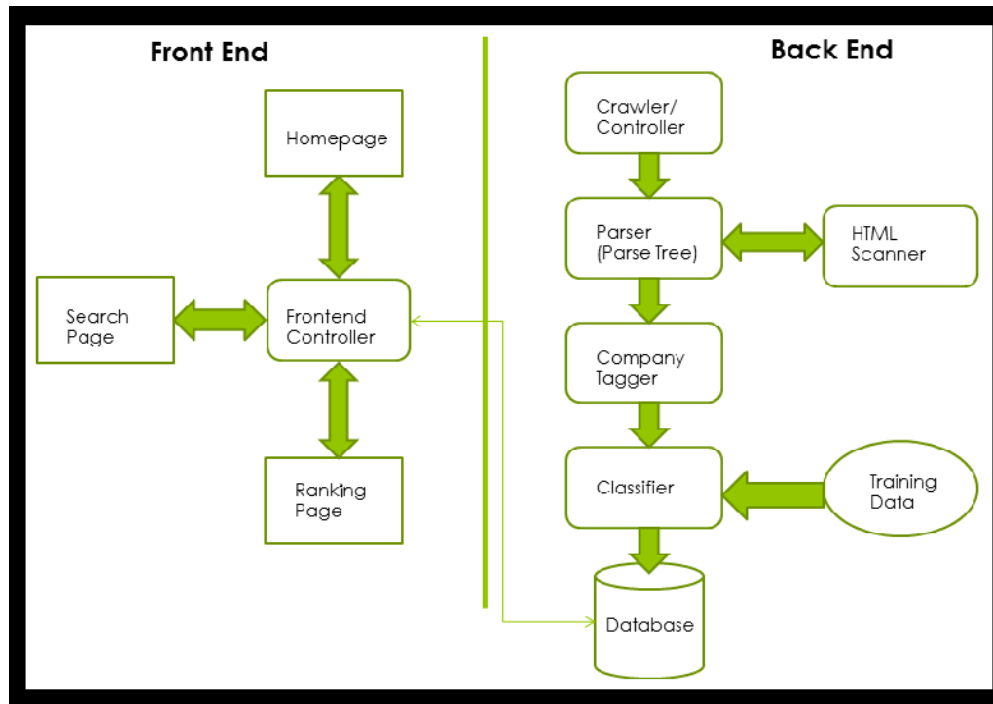 Front End
Back End
Homepage
Search
Page
Frontend
Controller
Ranking
Page
Crawler/
Controller
Parser
(Parse Tree)
HTML
Scanner
Company
Tagger
Classifier
Training
Data
Database